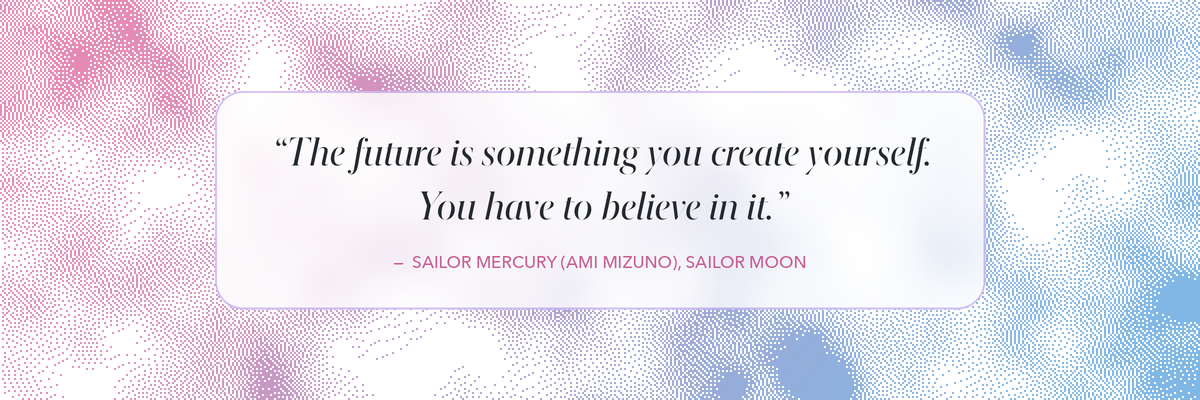 “The future is something you create yourself.
You have to believe in it.”
– SAILOR MERCURY (AMI MIZUNO), SAILOR MOON